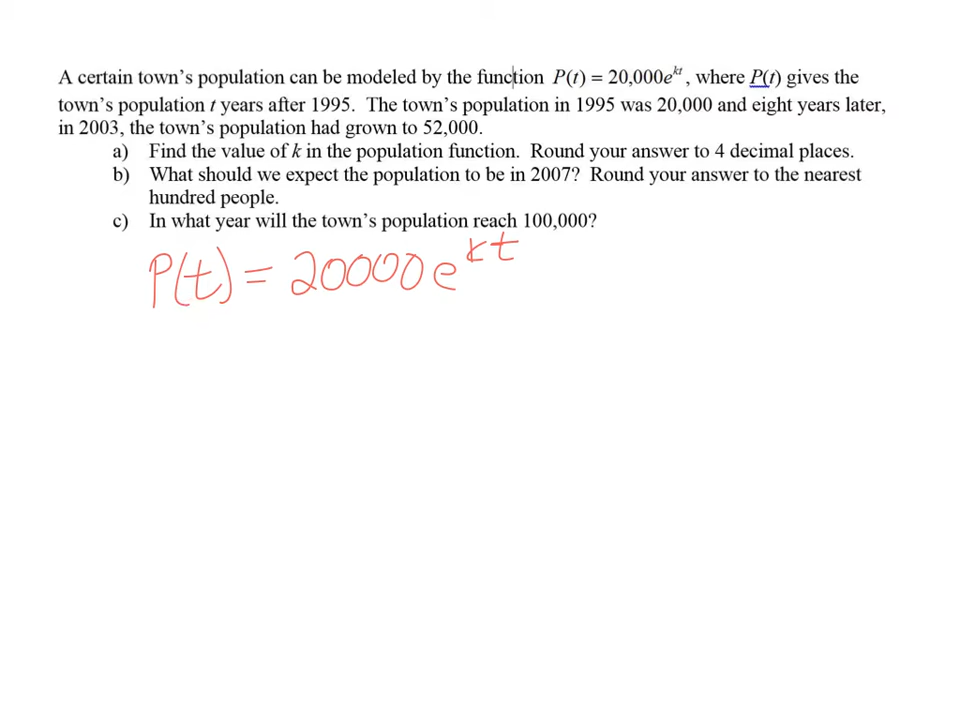 A certain town's population can be modeled by the function P(t) = 20,000e^{kt}, where P(t) gives the
town's population t years after 1995. The town's population in 1995 was 20,000 and eight years later,
in 2003, the town's population had grown to 52,000.
a) Find the value of k in the population function. Round your answer to 4 decimal places.
b) What should we expect the population to be in 2007? Round your answer to the nearest
hundred people.
c) In what year will the town's population reach 100,000?
P(t) = 20000e^{kt}